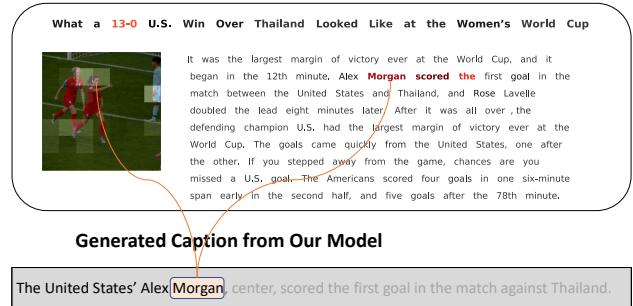 What a 13-0 U.S. Win Over Thailand Looked Like at the Women's World Cup
It was the largest margin of victory ever at the World Cup, and it
began in the 12th minute. Alex Morgan scored the first goal in the
match between the United States and Thailand, and Rose Lavelle
doubled the lead eight minutes later. After it was all over , the
defending champion U.S. had the largest margin of victory ever at the
World Cup. The goals came quickly from the United States, one after
the other. If you stepped away from the game, chances are you
missed a U.S. goal. The Americans scored four goals in one six-minute
span early in the second half, and five goals after the 78th minute.
Generated Caption from Our Model
The United States' Alex Morgan, center, scored the first goal in the match against Thailand.